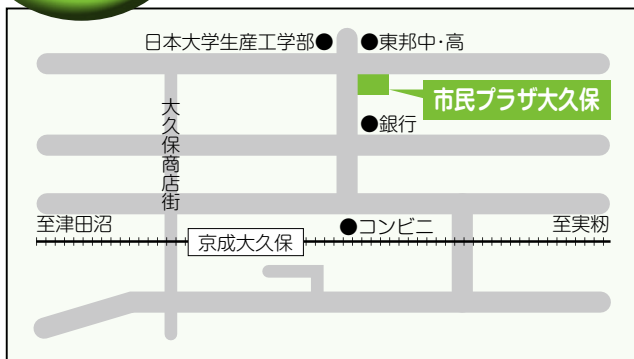 日本大学生産工学部●
●東邦中・高
市民プラザ大久保
●銀行
大久保商店街
至津田沼
●コンビニ
至実籾
京成大久保